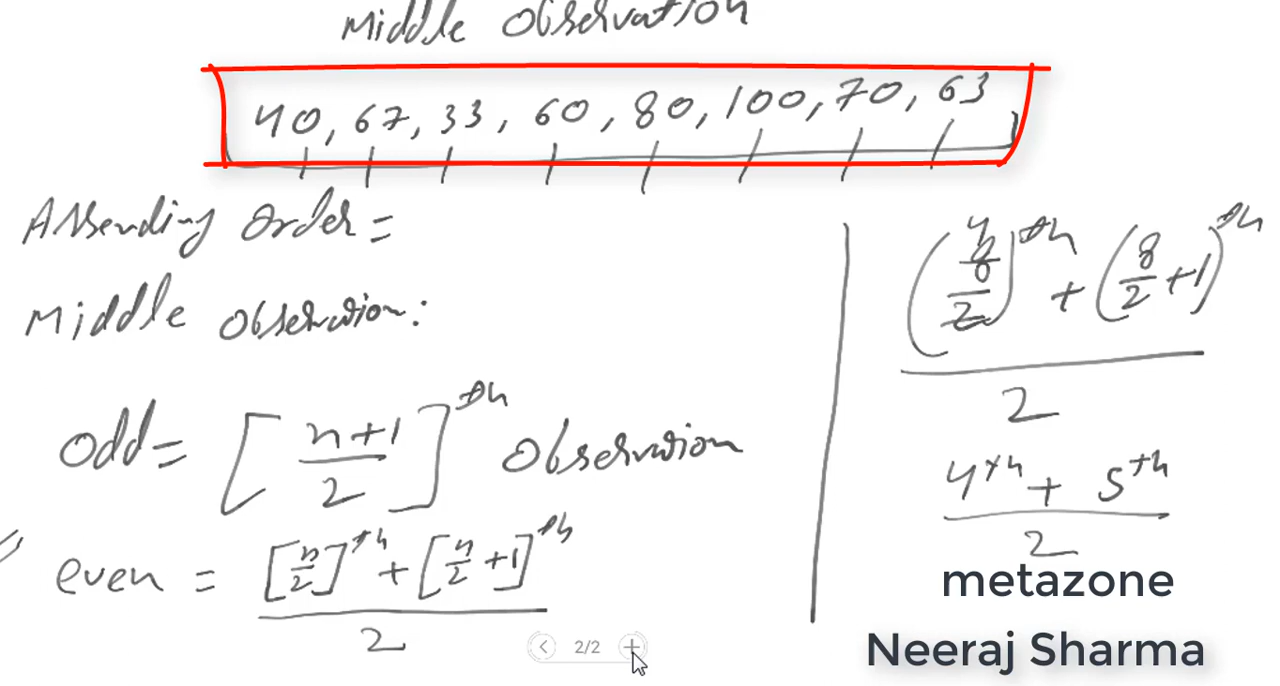 Middle Observation
40, 67, 33, 60, 80, 100, 70, 63
Assending Order =
Middle Observation:
odd = [n+1/2]th Observation
even = [n/2]th + [n/2 +1]th / 2
(8/2)th + (8/2 +1)th / 2
4
4th + 5th / 2
metazone
Neeraj Sharma
2/2